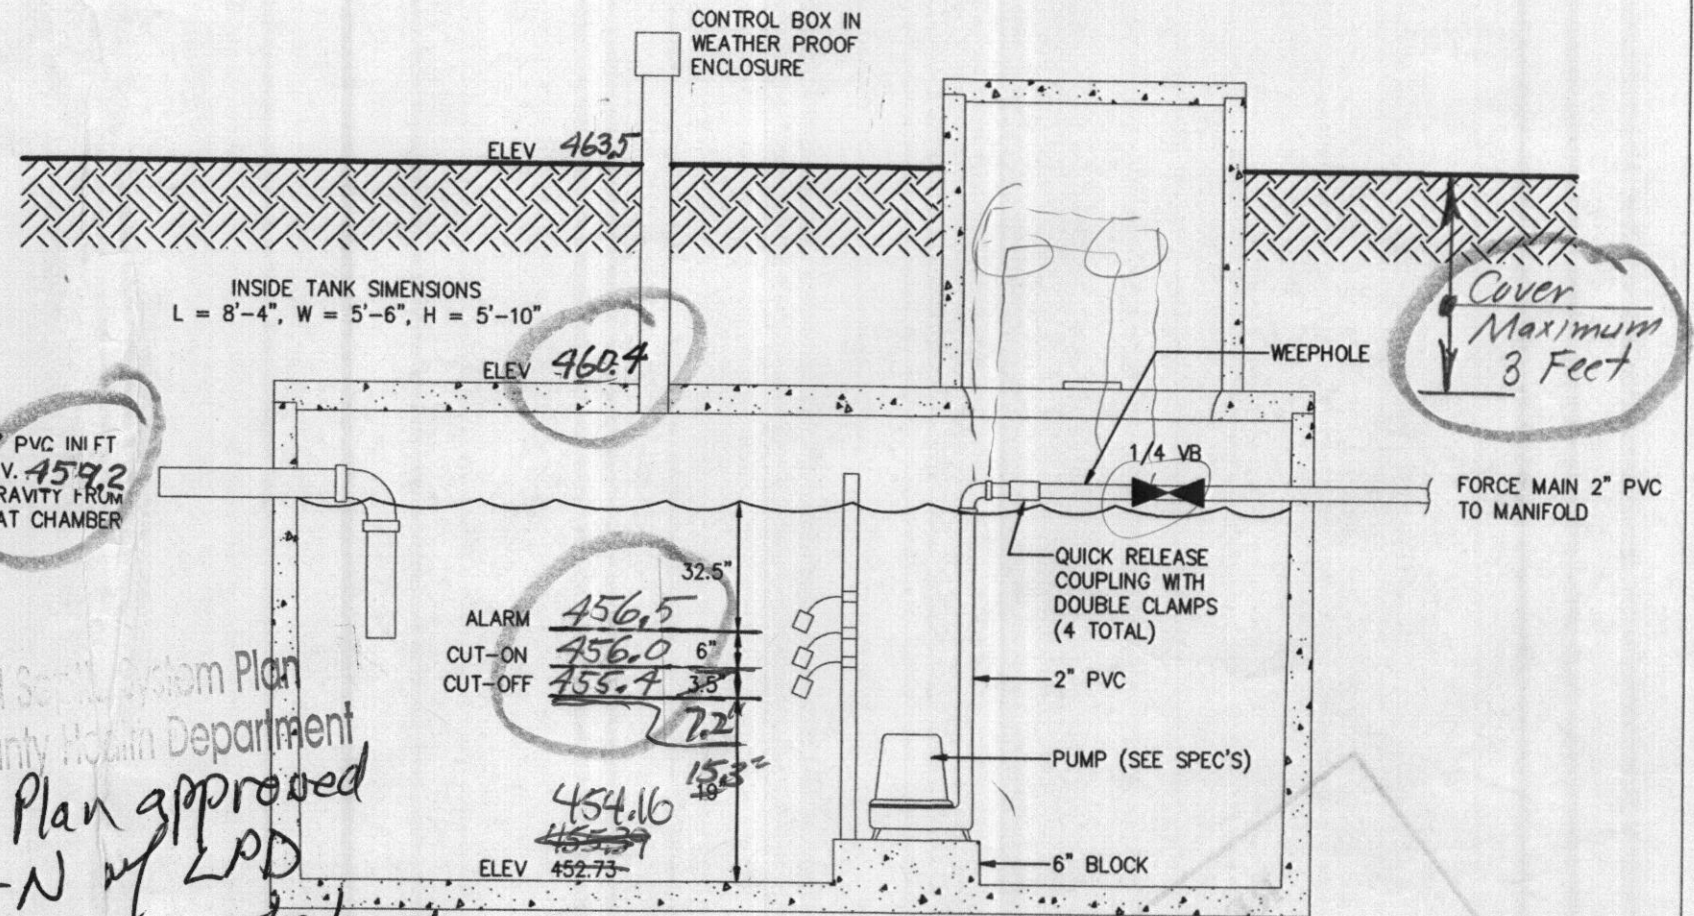 CONTROL BOX IN
WEATHER PROOF
ENCLOSURE
ELEV 463.5
INSIDE TANK SIMENSIONS
L = 8'-4", W = 5'-6", H = 5'-10"
ELEV 460.4
Cover
Maximum
3 Feet
WEEPHOLE
PVC INLET
V. 459.2
RAVITY FROM
AT CHAMBER
1/4 VB
FORCE MAIN 2" PVC
TO MANIFOLD
32.5"
QUICK RELEASE
COUPLING WITH
DOUBLE CLAMPS
(4 TOTAL)
ALARM 456.5
CUT-ON 456.0 6"
CUT-OFF 455.4 3.5"
7.2"
2" PVC
System Plan
nty Health Department
PUMP (SEE SPEC'S)
15.3"
19"
Plan approved
454.16
455.39
-N w/ LPD
ELEV 452.73
6" BLOCK